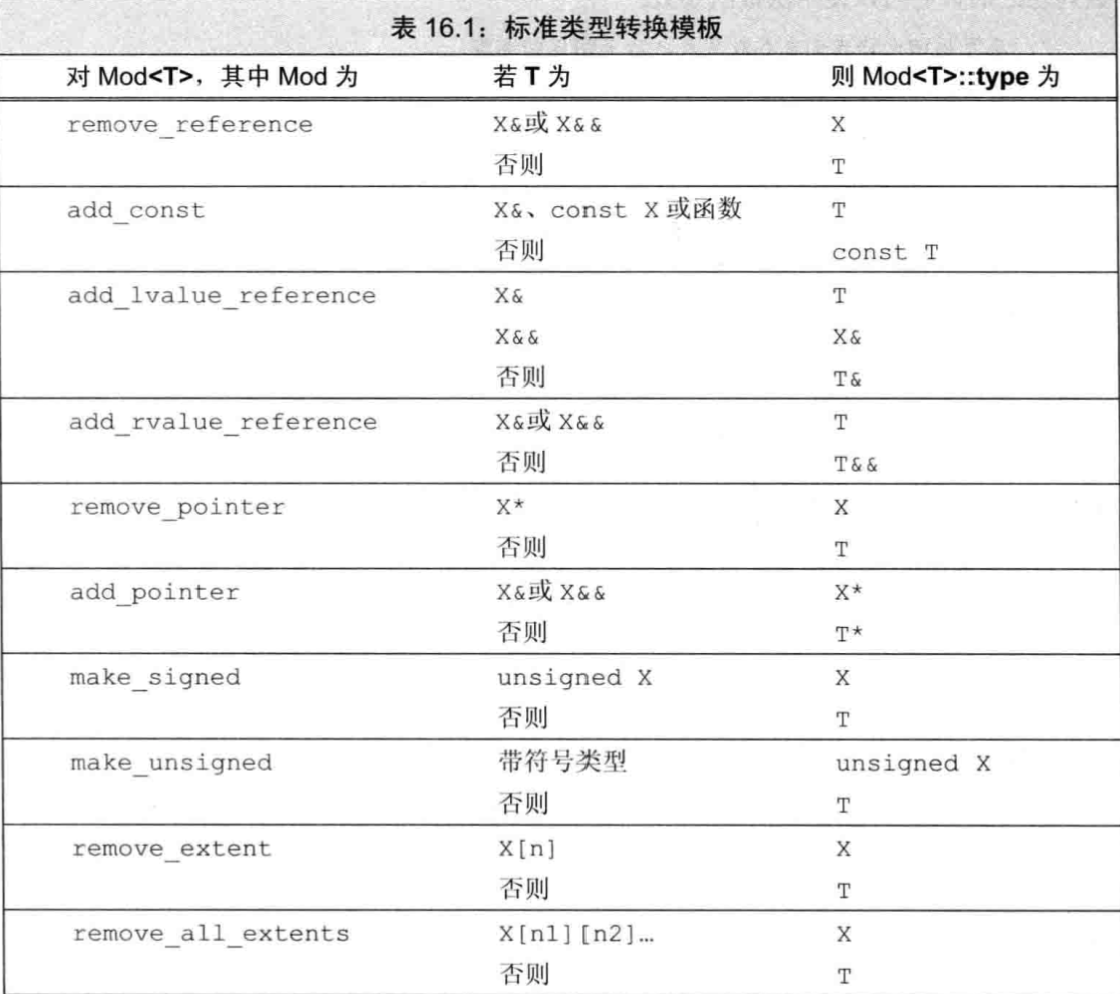 表 16.1：标准类型转换模板
对 Mod<T>，其中 Mod 为 若 T 为 则 Mod<T>::type 为
remove_reference X&或 X&& X
否则 T
add_const X&、const X 或函数 T
否则 const T
add_lvalue_reference X& T
X&& X&
否则 T&
add_rvalue_reference X&或 X&& T
否则 T&&
remove_pointer X* X
否则 T
add_pointer X&或 X&& X*
否则 T*
make_signed unsigned X X
否则 T
make_unsigned 带符号类型 unsigned X
否则 T
remove_extent X[n] X
否则 T
remove_all_extents X[n1][n2]… X
否则 T